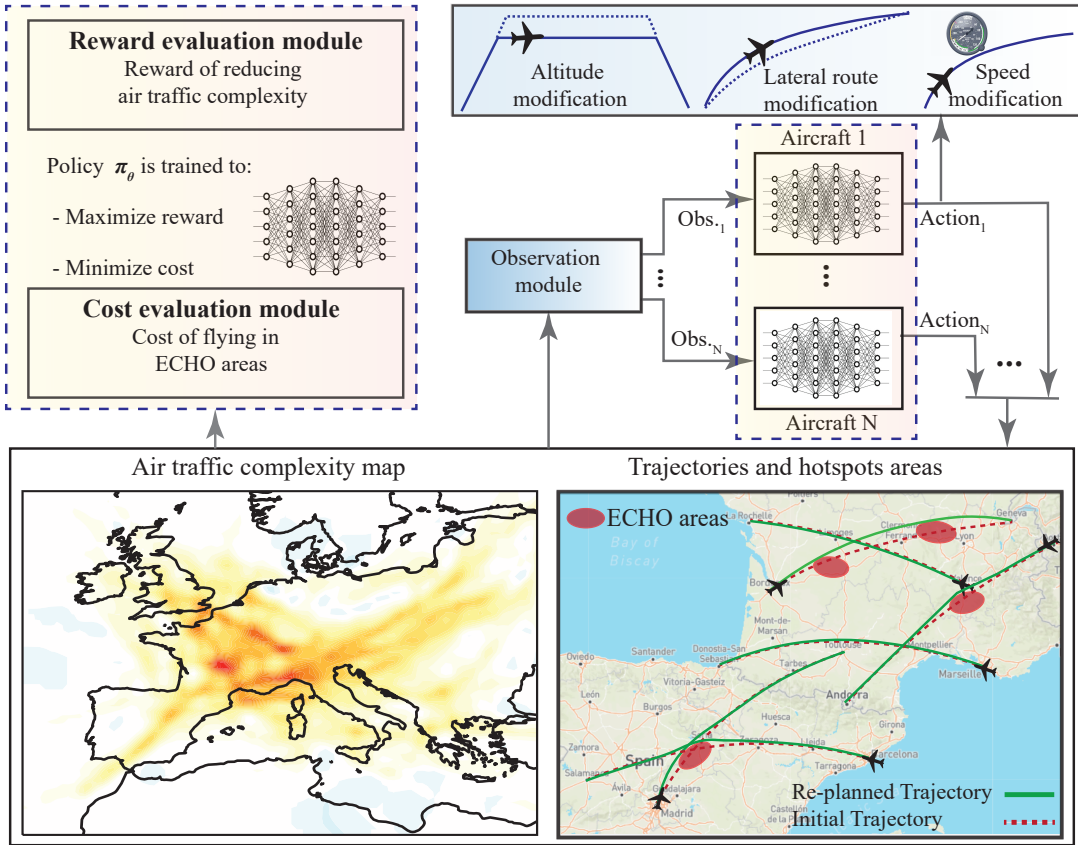 Reward evaluation module
Reward of reducing
air traffic complexity
Policy π_θ is trained to:
- Maximize reward
- Minimize cost
Cost evaluation module
Cost of flying in
ECHO areas
Altitude
modification
Lateral route
modification
Speed
modification
Aircraft 1
Obs.₁
Action₁
Observation
module
Obs._N
Action_N
Aircraft N
Air traffic complexity map
Trajectories and hotspots areas
ECHO areas
La Rochelle
Poitiers
Limoges
Geneva
Lyon
Bay of
Biscay
Mont-de-
Marsan
Toulouse
Montpellier
Donostia-San
Santander
Oviedo
Tarbes
Marseille
Vitoria-Gasteiz
León
Andorra
Burgos
Huesca
Girona
Zamora
Zaragoza
Lleida
Barcelona
Spain
Salamanca
Tarragona
Ávila
Guadalajara
Madrid
Re-planned Trajectory
Initial Trajectory